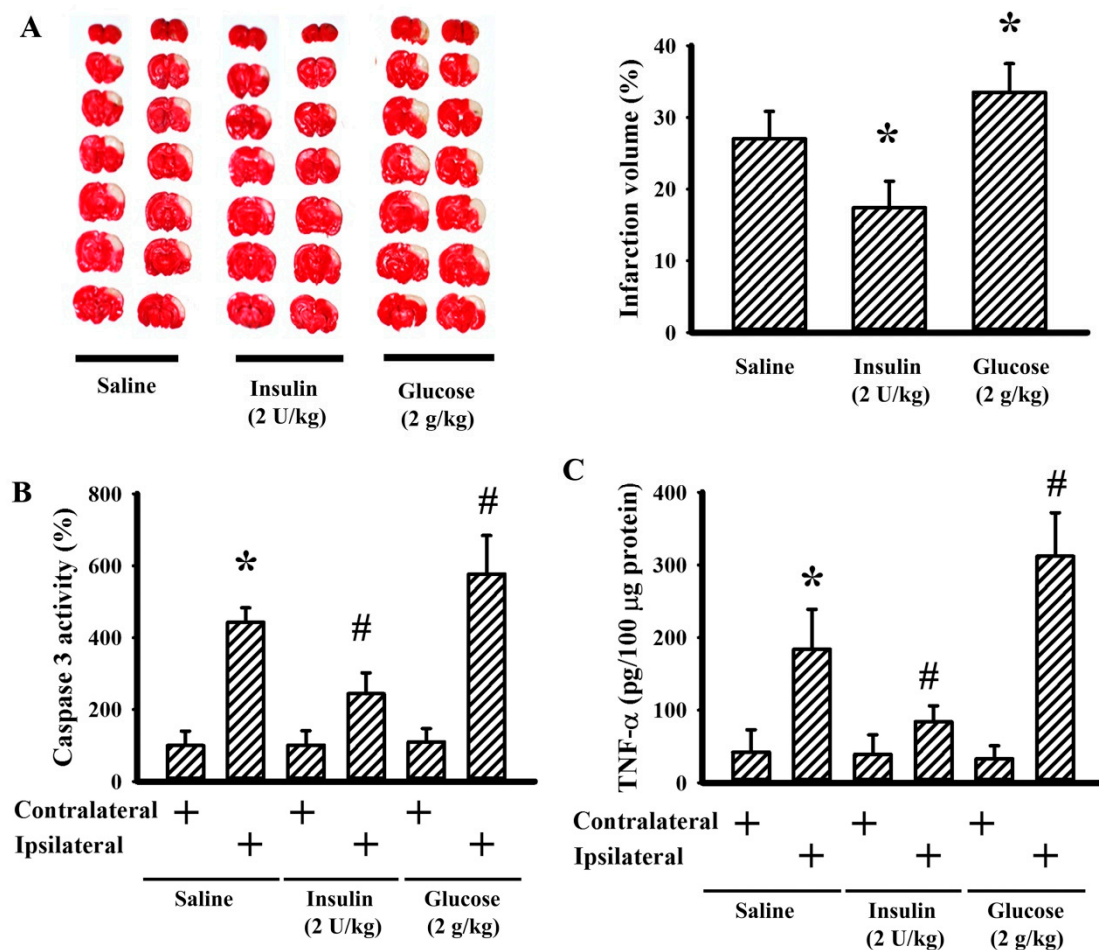 A
Saline
Insulin
(2 U/kg)
Glucose
(2 g/kg)
Infarction volume (%)
40
30
20
10
0
*
*
Saline
Insulin
(2 U/kg)
Glucose
(2 g/kg)
B
Caspase 3 activity (%)
800
600
400
200
0
*
#
#
Contralateral + + +
Ipsilateral + + +
Saline
Insulin
(2 U/kg)
Glucose
(2 g/kg)
C
TNF-α (pg/100 µg protein)
400
300
200
100
0
*
#
#
Contralateral + + +
Ipsilateral + + +
Saline
Insulin
(2 U/kg)
Glucose
(2 g/kg)